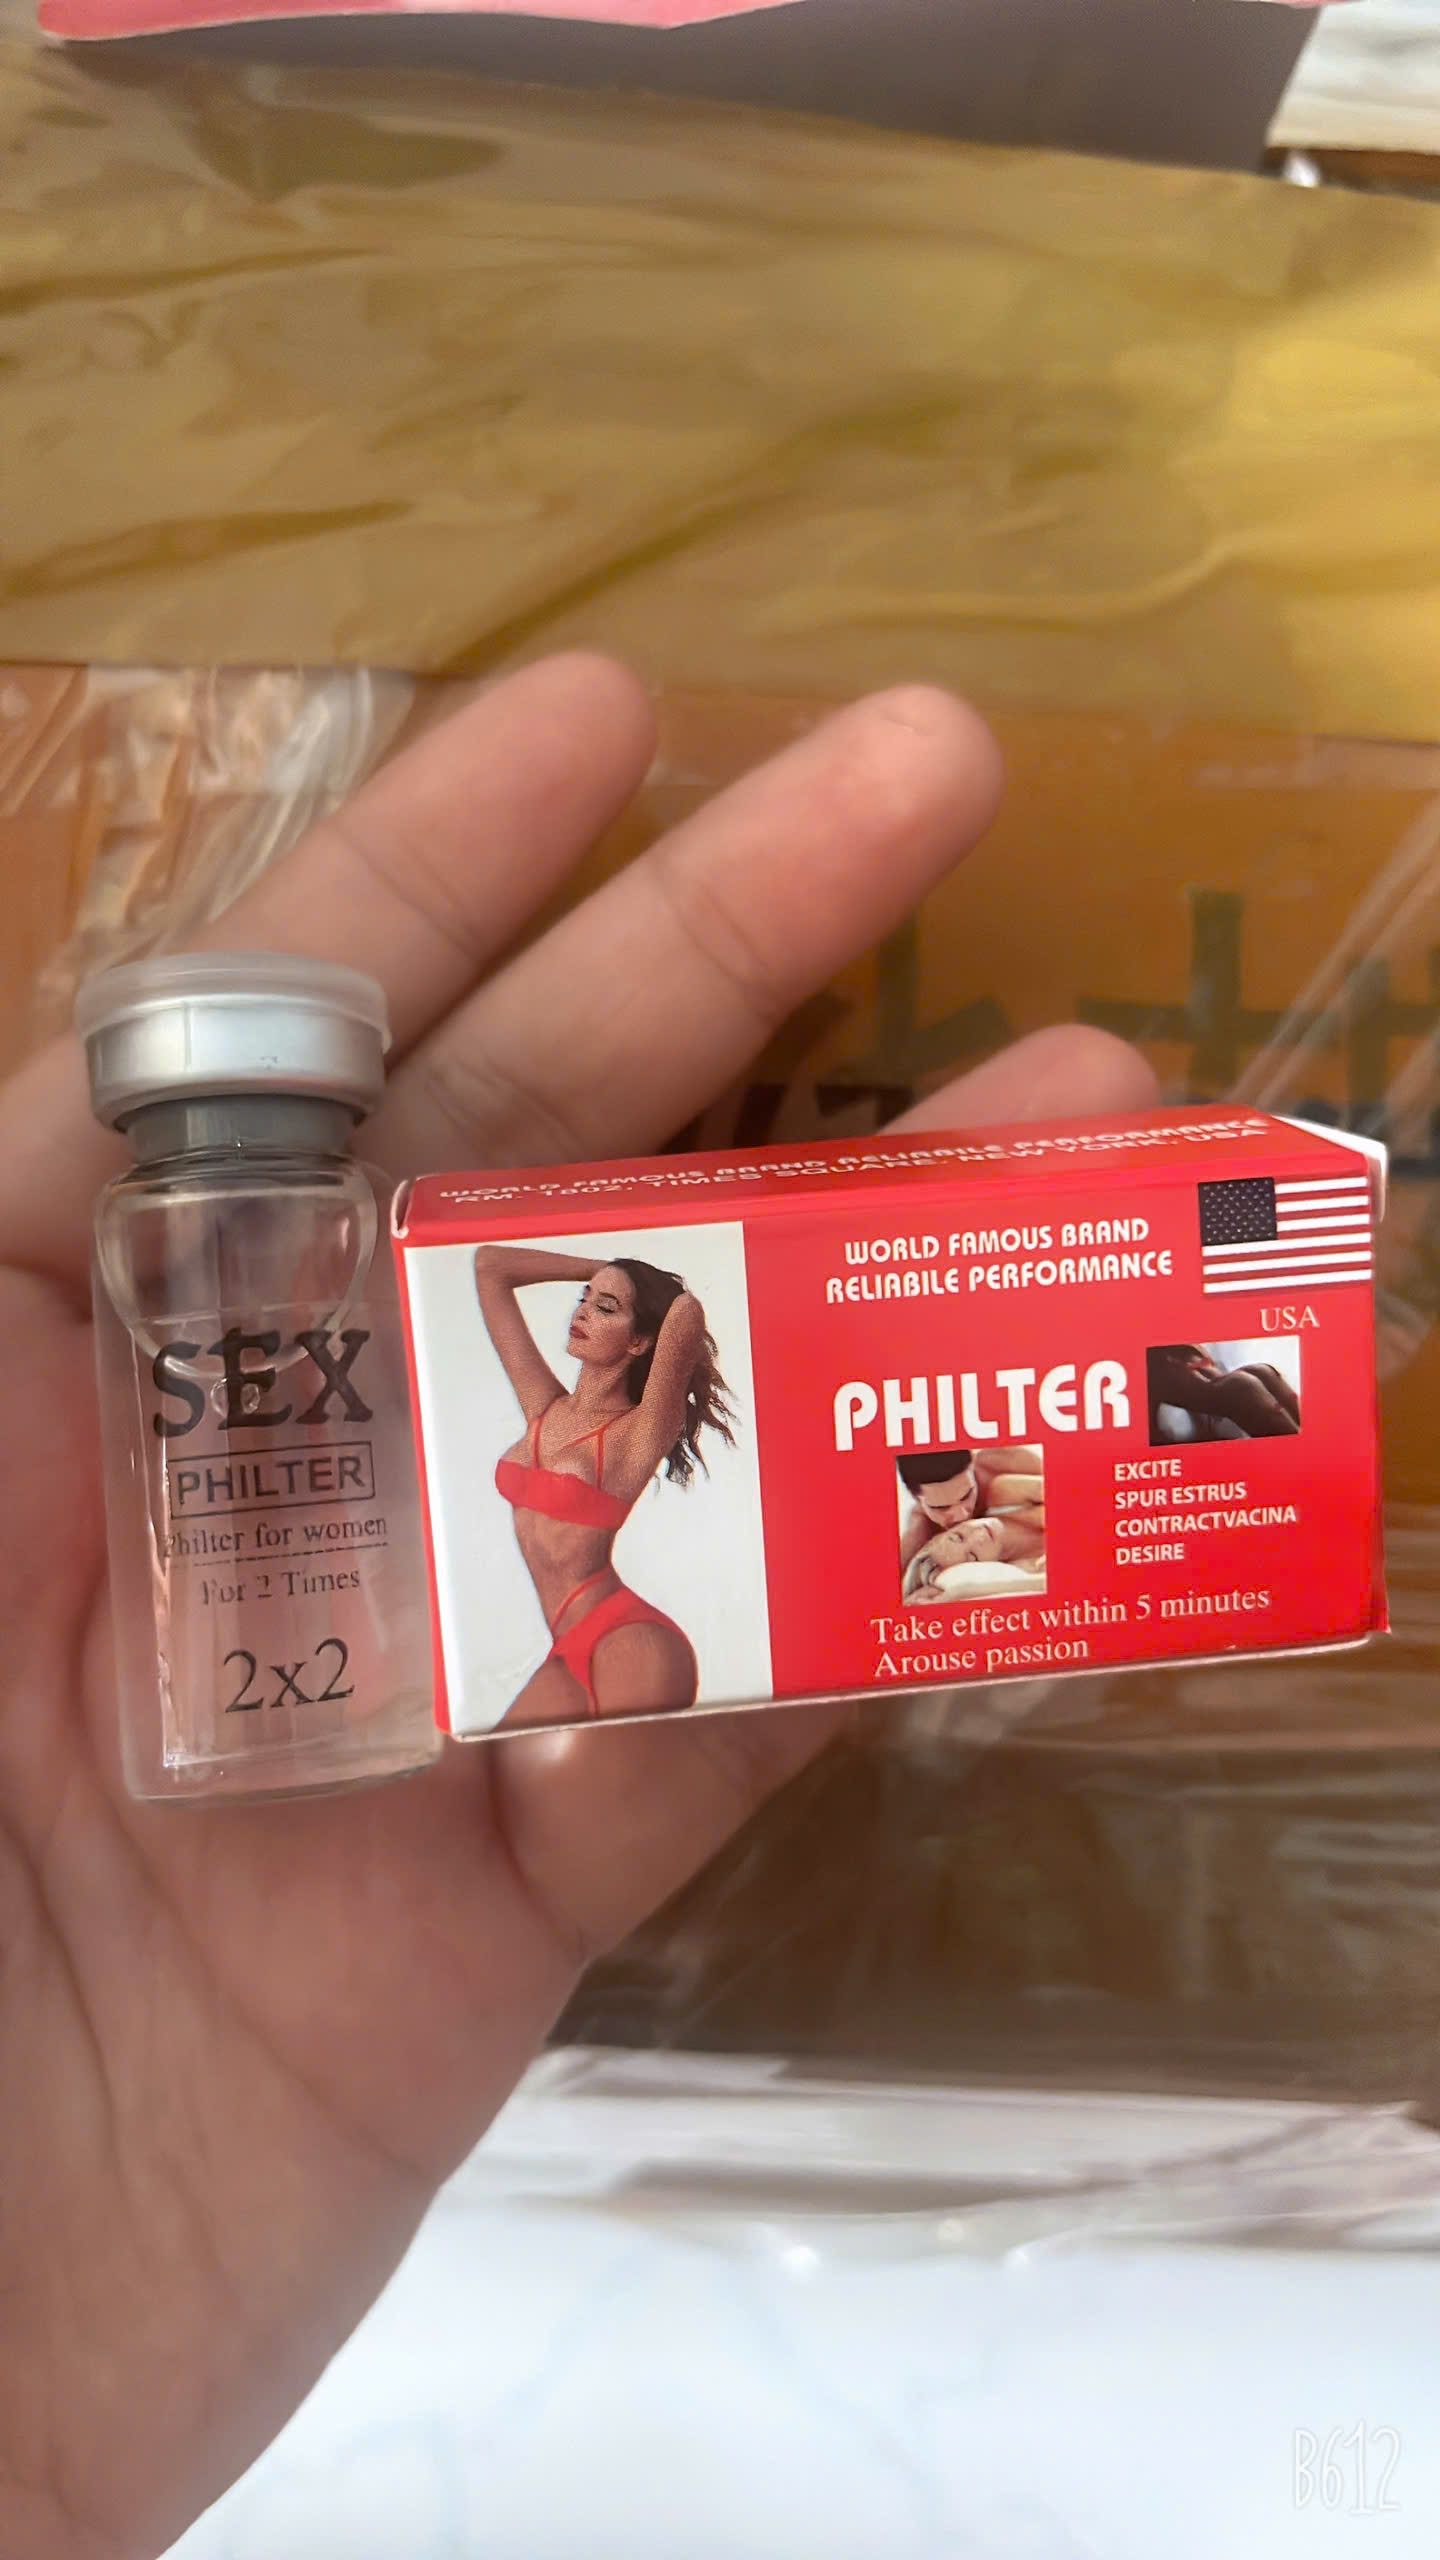 SEX
PHILTER
Philter for women
For 2 Times
2x2
WORLD FAMOUS BRAND RELIABILE PERFORMANCE
RM. 1802, TIMES SQUARE, NEW YORK, USA
WORLD FAMOUS BRAND
RELIABILE PERFORMANCE
USA
PHILTER
EXCITE
SPUR ESTRUS
CONTRACTVACINA
DESIRE
Take effect within 5 minutes
Arouse passion
B612